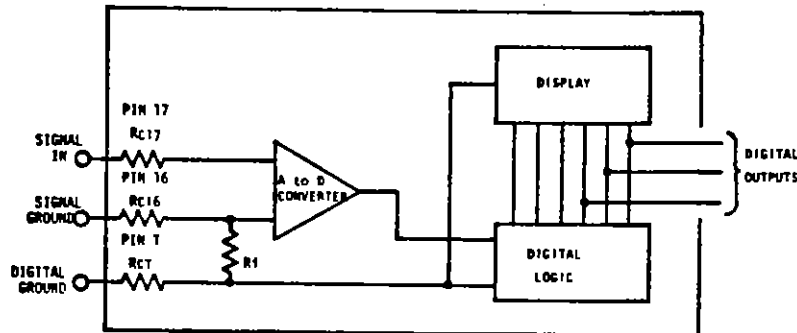 PIN 17
RC17
SIGNAL
IN
PIN 16
RC16
SIGNAL
GROUND
PIN T
RCT
DIGITAL
GROUND
R1
A to D
CONVERTER
DISPLAY
DIGITAL
LOGIC
DIGITAL
OUTPUTS